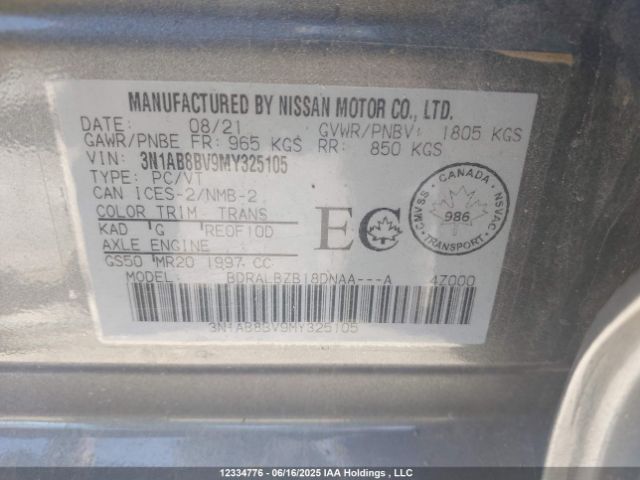 MANUFACTURED BY NISSAN MOTOR CO., LTD.
DATE: 08/21 GVWR/PNBV: 1805 KGS
GAWR/PNBE FR: 965 KGS RR: 850 KGS
VIN: 3N1AB8BV9MY325105
TYPE: PC/VT
CAN ICES-2/NMB-2
COLOR TRIM TRANS
KAD G RE0F10D
AXLE ENGINE
GS50 MR20 1997 CC
MODEL: BDRALBZB18DNAA---A 4Z000
3N1AB8BV9MY325105
EC
CMVSS - CANADA - NSVAC
986
TRANSPORT
12334776 - 06/16/2025 IAA Holdings , LLC